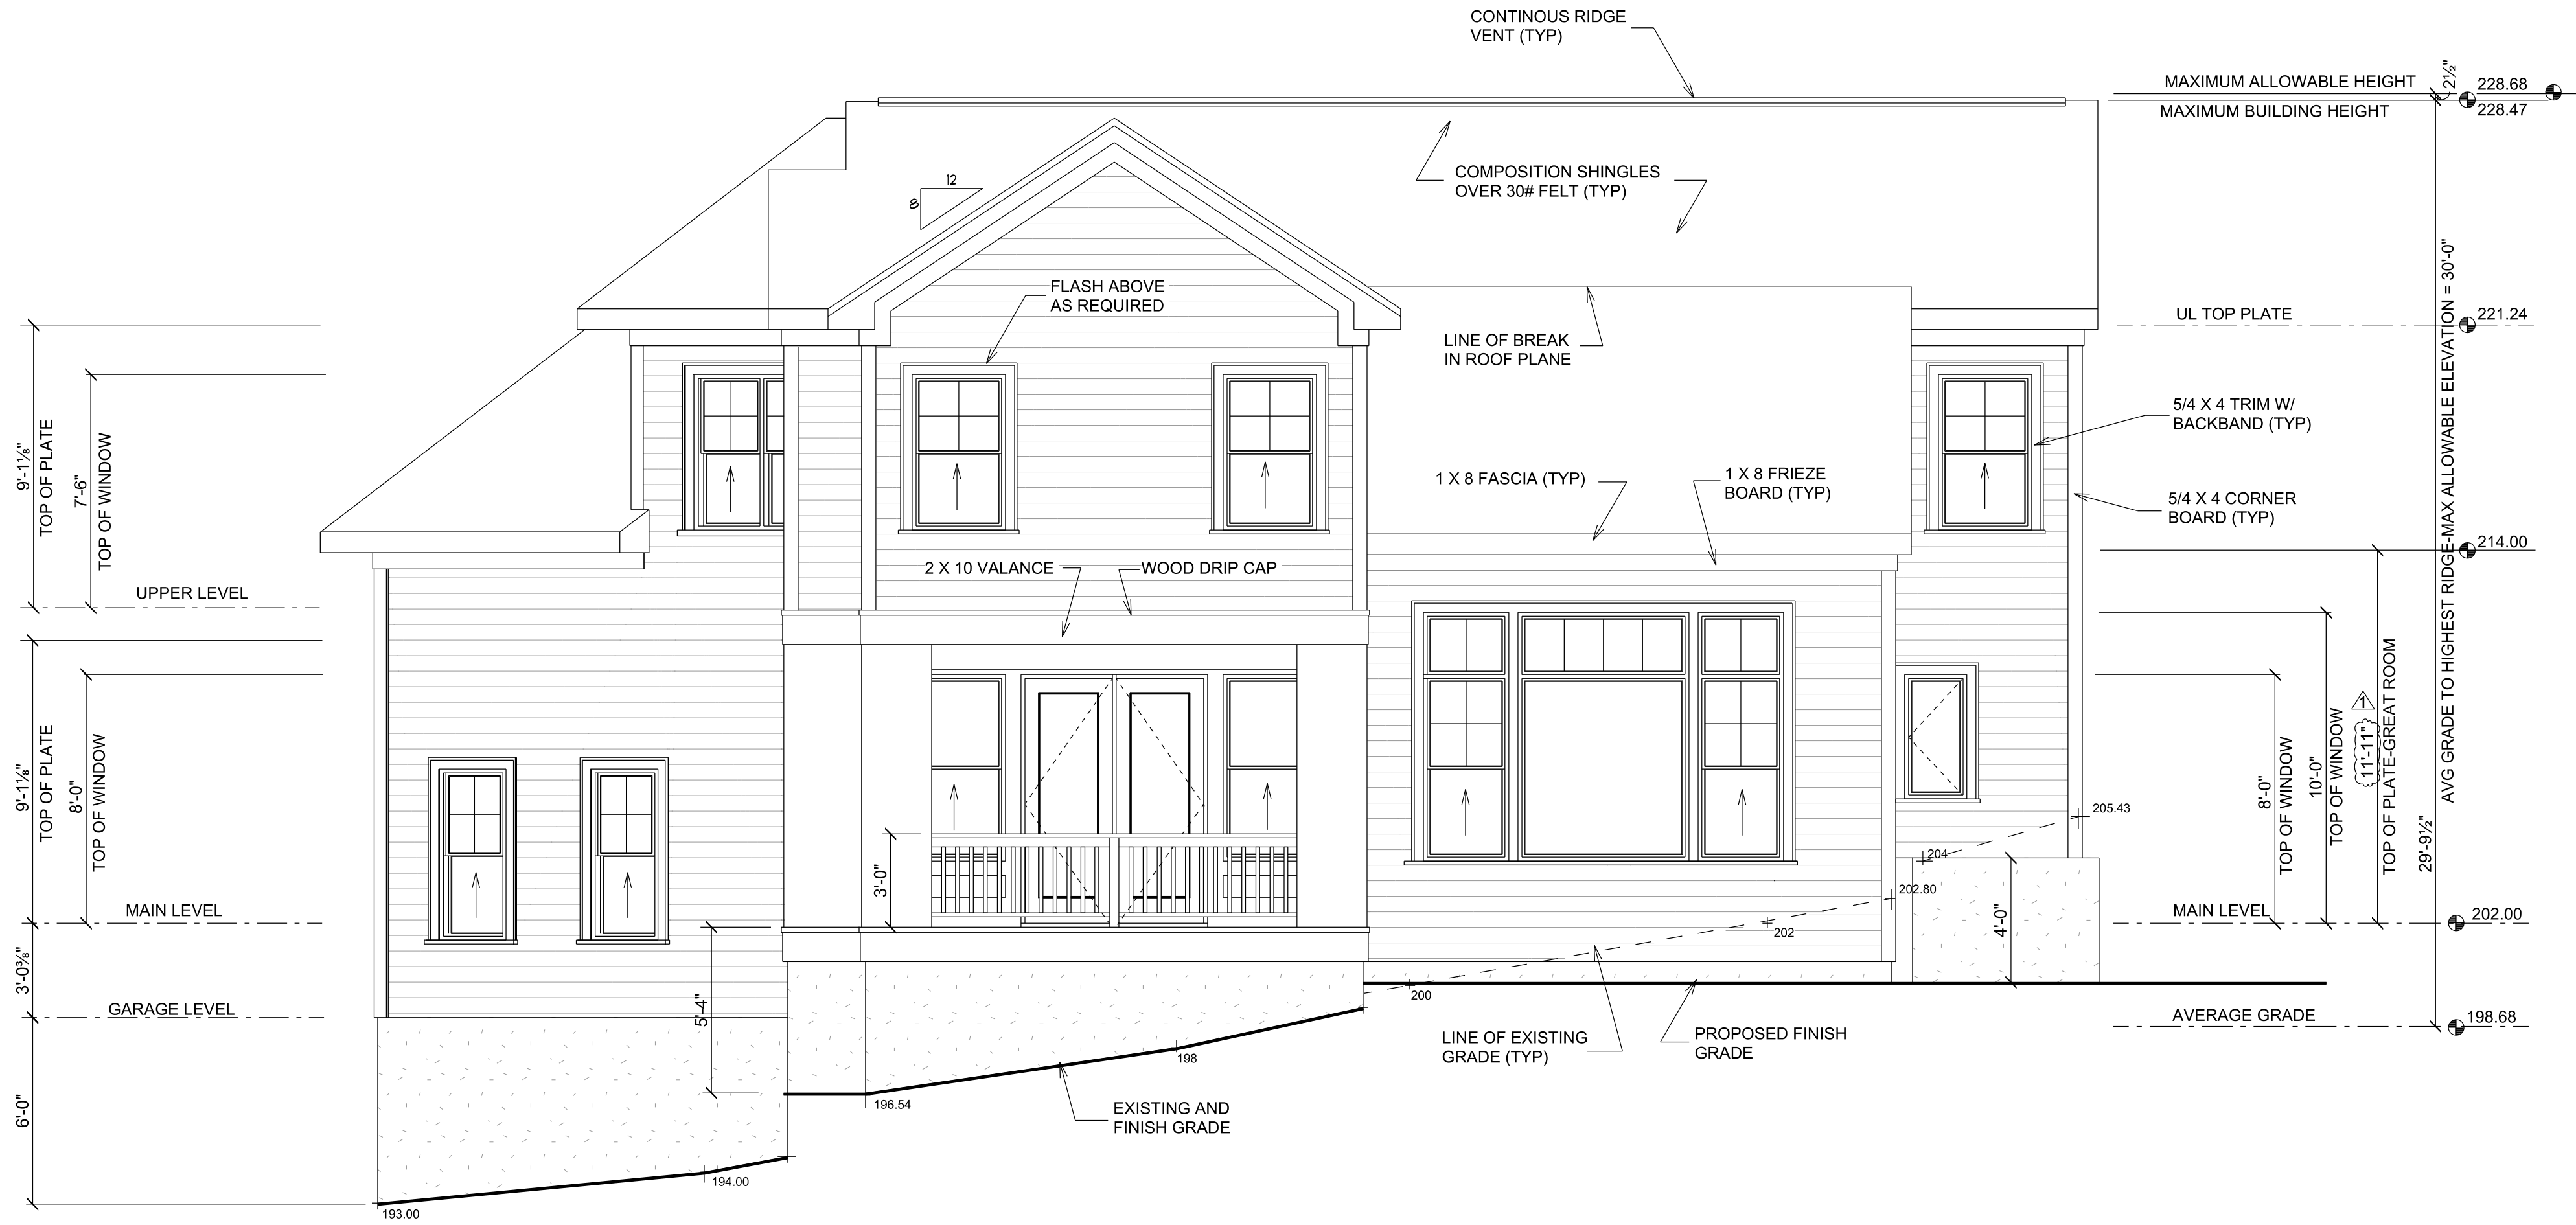 CONTINOUS RIDGE
VENT (TYP)
MAXIMUM ALLOWABLE HEIGHT
2½"
228.68
MAXIMUM BUILDING HEIGHT
228.47
12
8
COMPOSITION SHINGLES
OVER 30# FELT (TYP)
FLASH ABOVE
AS REQUIRED
LINE OF BREAK
IN ROOF PLANE
UL TOP PLATE
221.24
5/4 X 4 TRIM W/
BACKBAND (TYP)
5/4 X 4 CORNER
BOARD (TYP)
1 X 8 FASCIA (TYP)
1 X 8 FRIEZE
BOARD (TYP)
214.00
9'-1⅛"
TOP OF PLATE
7'-6"
TOP OF WINDOW
2 X 10 VALANCE
WOOD DRIP CAP
UPPER LEVEL
9'-1⅛"
TOP OF PLATE
8'-0"
TOP OF WINDOW
3'-0"
MAIN LEVEL
3'-0⅜"
GARAGE LEVEL
6'-0"
5'-4"
193.00
194.00
196.54
198
200
202
202.80
204
205.43
4'-0"
EXISTING AND
FINISH GRADE
LINE OF EXISTING
GRADE (TYP)
PROPOSED FINISH
GRADE
8'-0"
TOP OF WINDOW
10'-0"
TOP OF WINDOW
1
11'-11"
TOP OF PLATE-GREAT ROOM
29'-9½"
AVG GRADE TO HIGHEST RIDGE-MAX ALLOWABLE ELEVATION = 30'-0"
MAIN LEVEL
202.00
AVERAGE GRADE
198.68